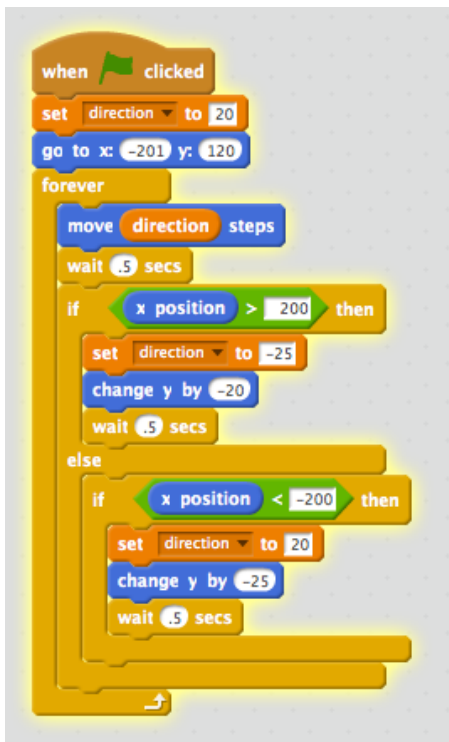 when clicked
set direction to 20
go to x: -201 y: 120
forever
move direction steps
wait .5 secs
if x position > 200 then
set direction to -25
change y by -20
wait .5 secs
else
if x position < -200 then
set direction to 20
change y by -25
wait .5 secs